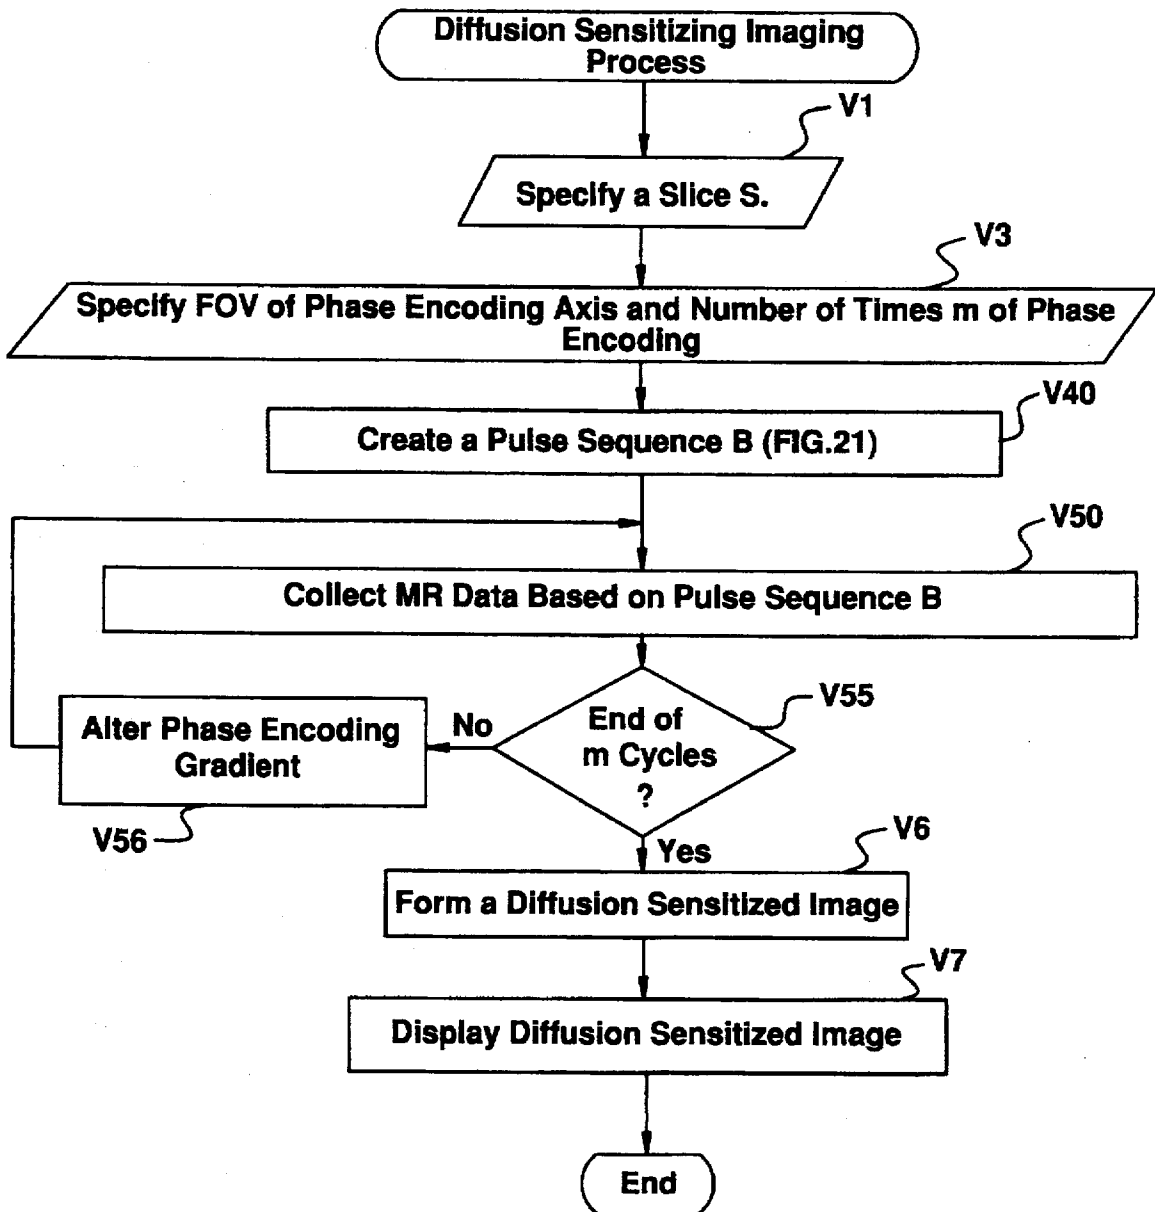 Diffusion Sensitizing Imaging
Process
V1
Specify a Slice S.
V3
Specify FOV of Phase Encoding Axis and Number of Times m of Phase
Encoding
V40
Create a Pulse Sequence B (FIG.21)
V50
Collect MR Data Based on Pulse Sequence B
V55
End of
m Cycles
?
No
Alter Phase Encoding
Gradient
V56
Yes
V6
Form a Diffusion Sensitized Image
V7
Display Diffusion Sensitized Image
End